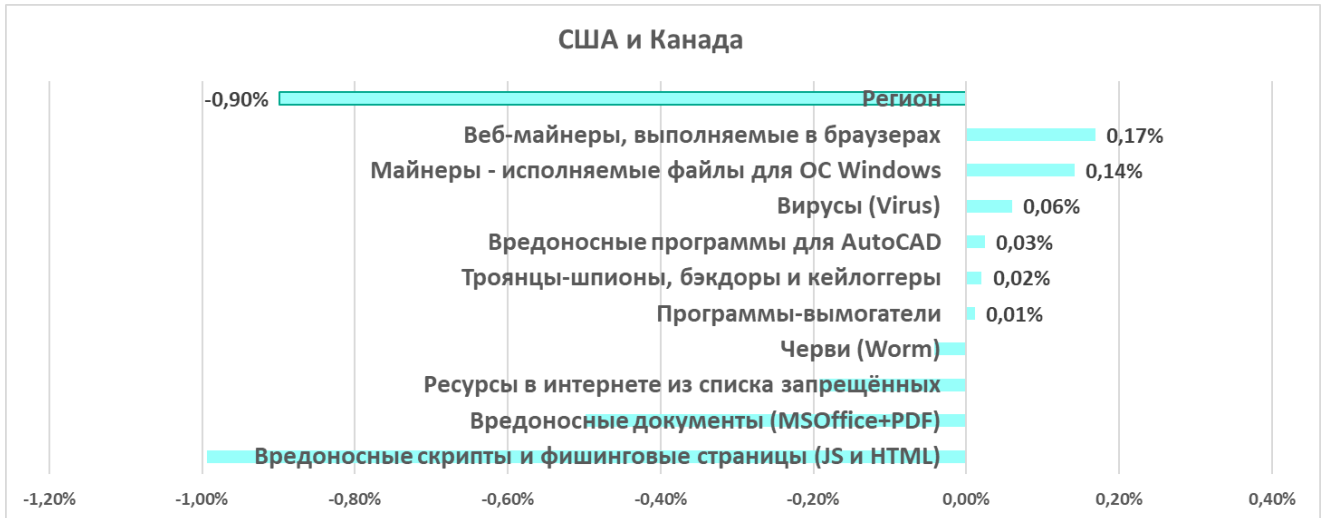 США и Канада
-0,90% Регион
Веб-майнеры, выполняемые в браузерах 0,17%
Майнеры - исполняемые файлы для ОС Windows 0,14%
Вирусы (Virus) 0,06%
Вредоносные программы для AutoCAD 0,03%
Троянцы-шпионы, бэкдоры и кейлоггеры 0,02%
Программы-вымогатели 0,01%
Черви (Worm)
Ресурсы в интернете из списка запрещённых
Вредоносные документы (MSOffice+PDF)
Вредоносные скрипты и фишинговые страницы (JS и HTML)
-1,20% -1,00% -0,80% -0,60% -0,40% -0,20% 0,00% 0,20% 0,40%